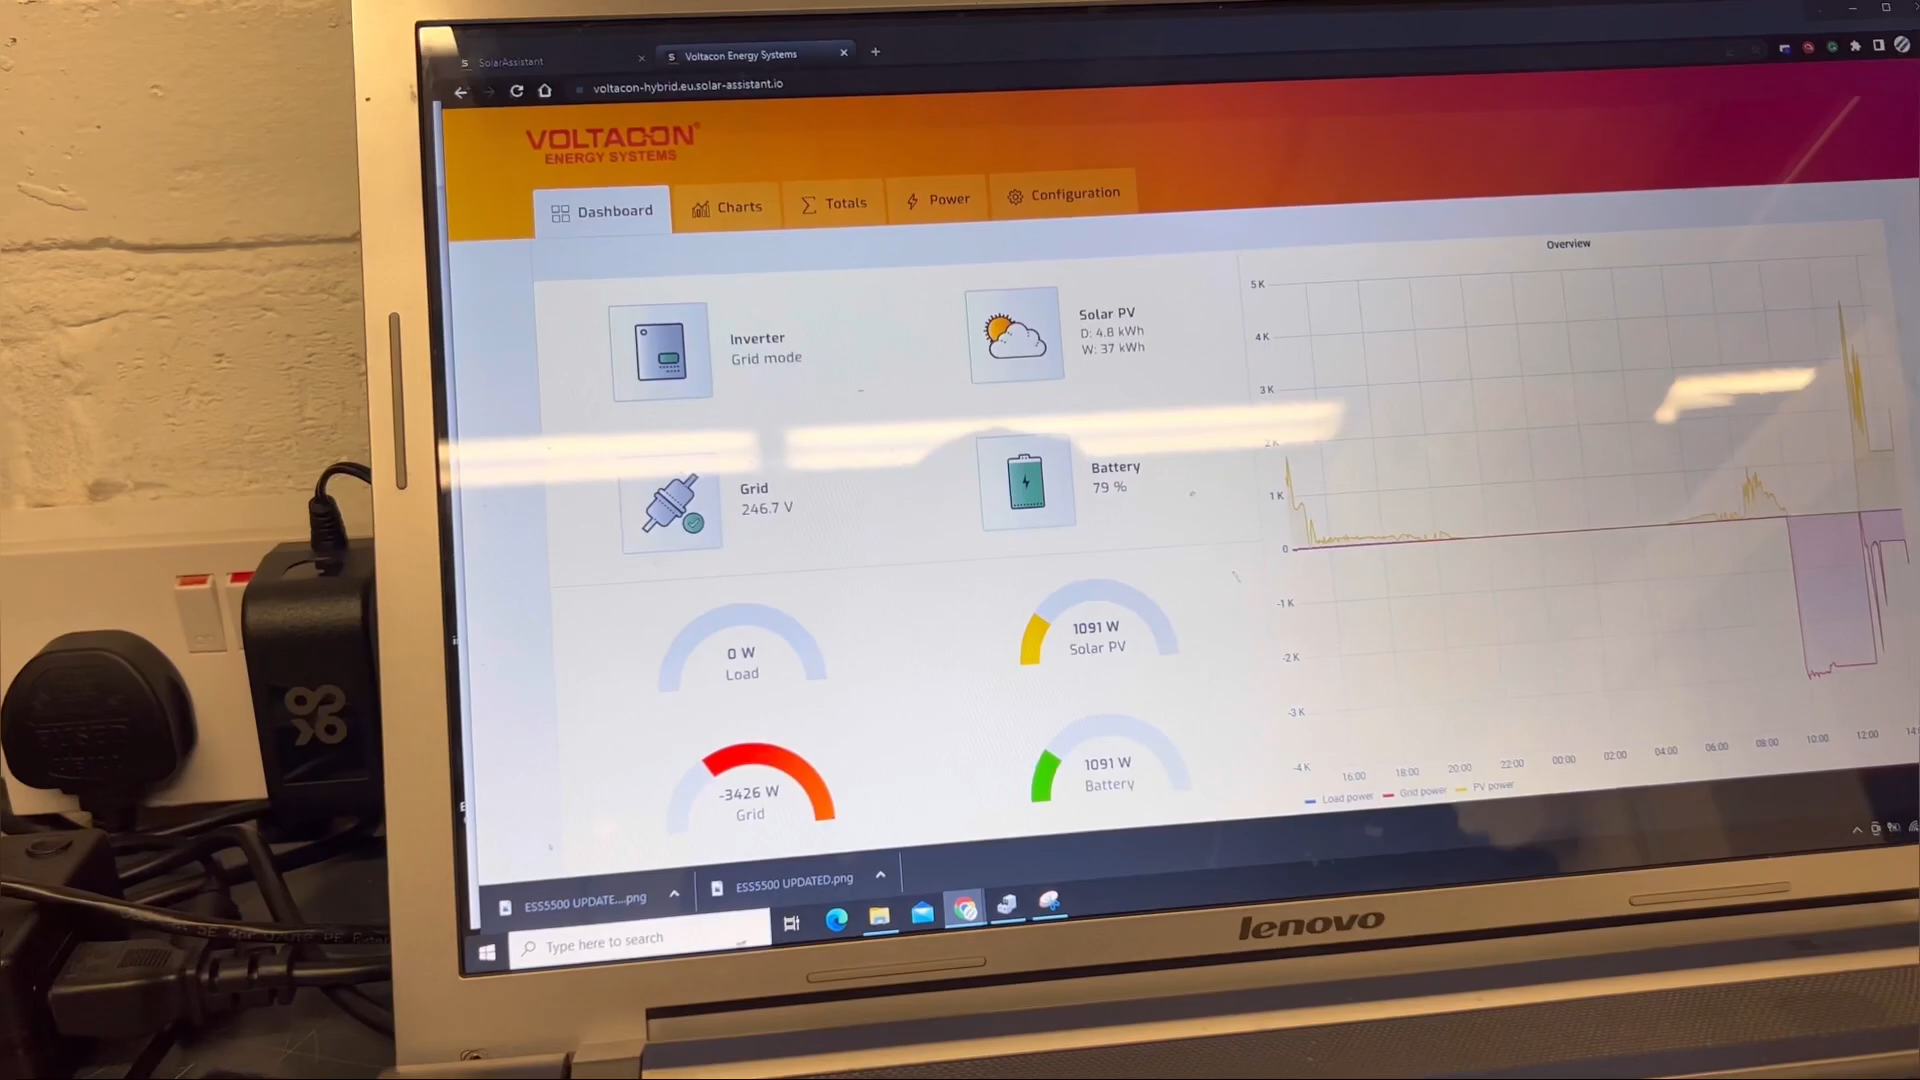 SolarAssistant
Voltacon Energy Systems
voltacon-hybrid.eu.solar-assistant.io
VOLTACON®
ENERGY SYSTEMS
Dashboard
Charts
Totals
Power
Configuration
Inverter
Grid mode
Solar PV
D: 4.8 kWh
W: 37 kWh
Grid
246.7 V
Battery
79 %
0 W
Load
1091 W
Solar PV
-3426 W
Grid
1091 W
Battery
Overview
5 K
4 K
3 K
2 K
1 K
0
-1 K
-2 K
-3 K
-4 K
16:00 18:00 20:00 22:00 00:00 02:00 04:00 06:00 08:00 10:00 12:00
Load power Grid power PV power
ESS5500 UPDATE....png
ESS5500 UPDATED.png
Type here to search
lenovo